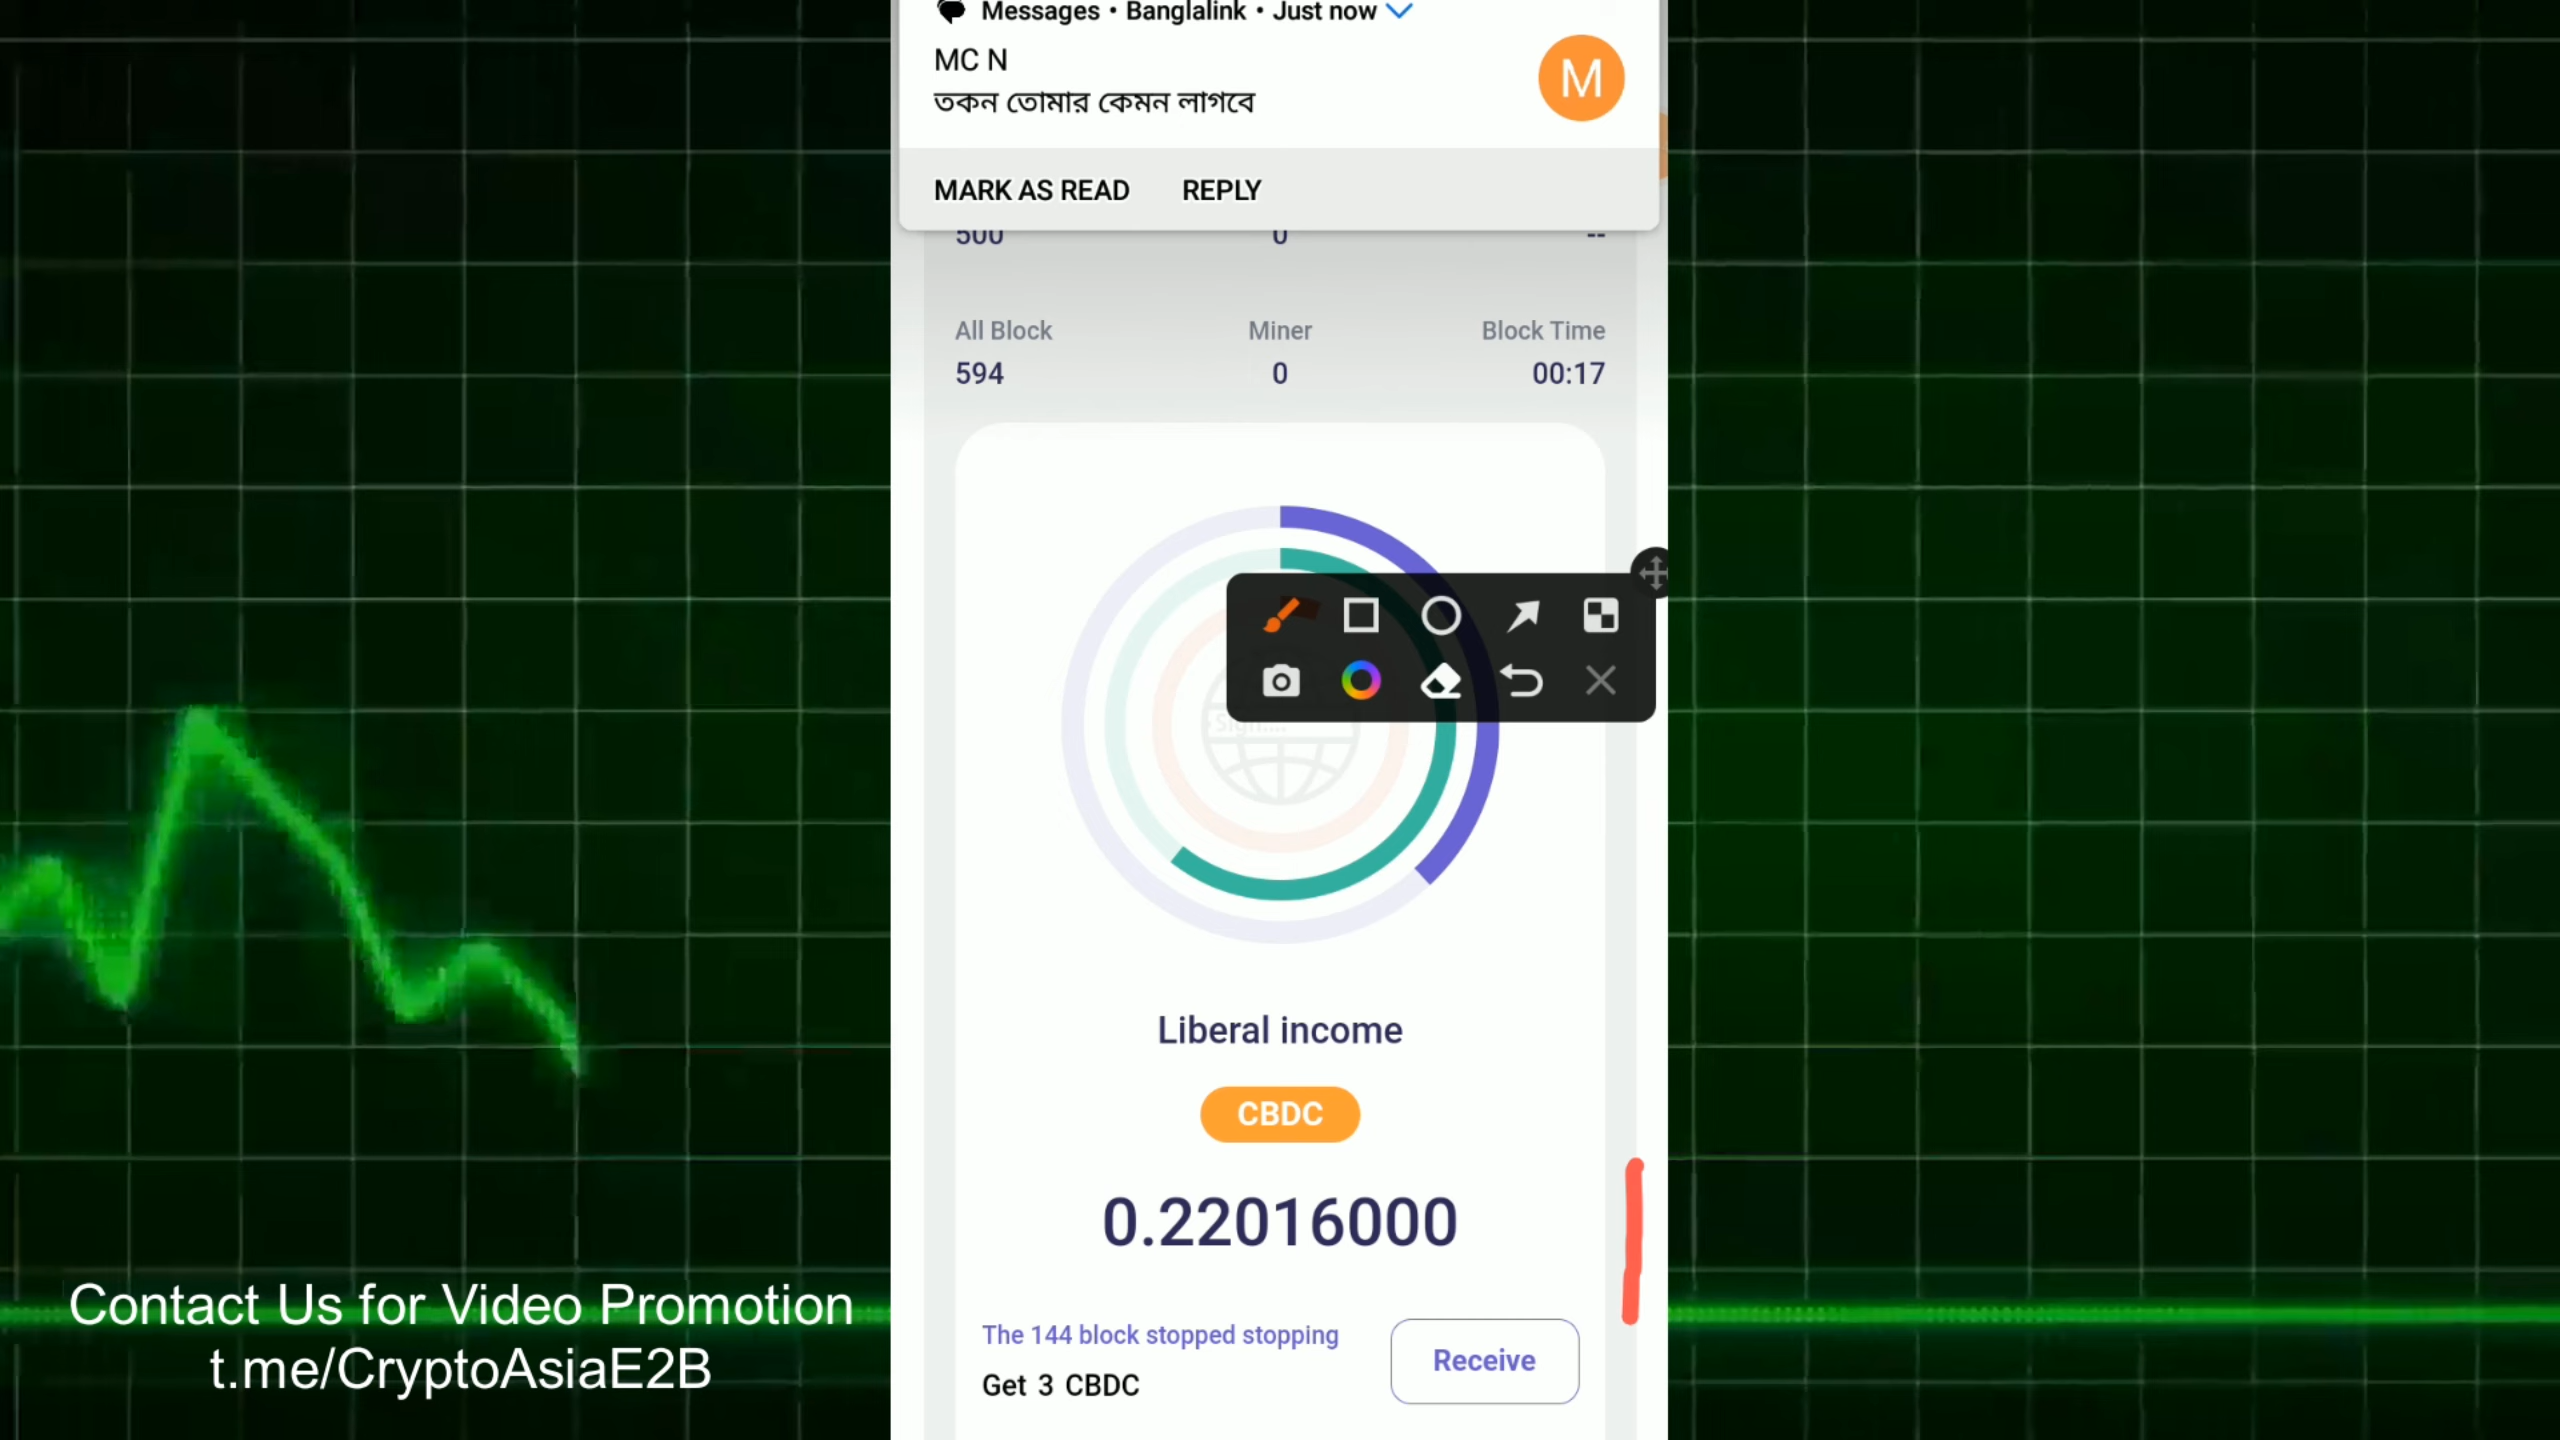 Messages • Banglalink • Just now
MC N
তকন তোমার কেমন লাগবে
M
MARK AS READ REPLY
500 0 --
All Block Miner Block Time
594 0 00:17
Liberal income
CBDC
0.22016000
The 144 block stopped stopping
Get 3 CBDC
Receive
Contact Us for Video Promotion
t.me/CryptoAsiaE2B